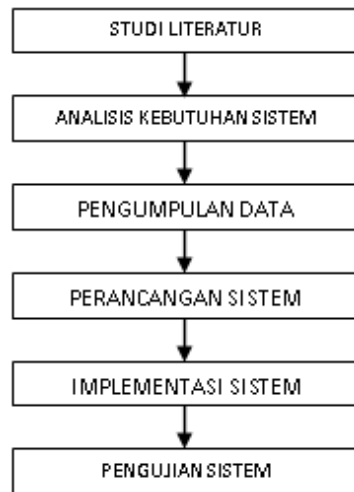 STUDI LITERATUR
ANALISIS KEBUTUHAN SISTEM
PENGUMPULAN DATA
PERANCANGAN SISTEM
IMPLEMENTASI SISTEM
PENGUJIAN SISTEM